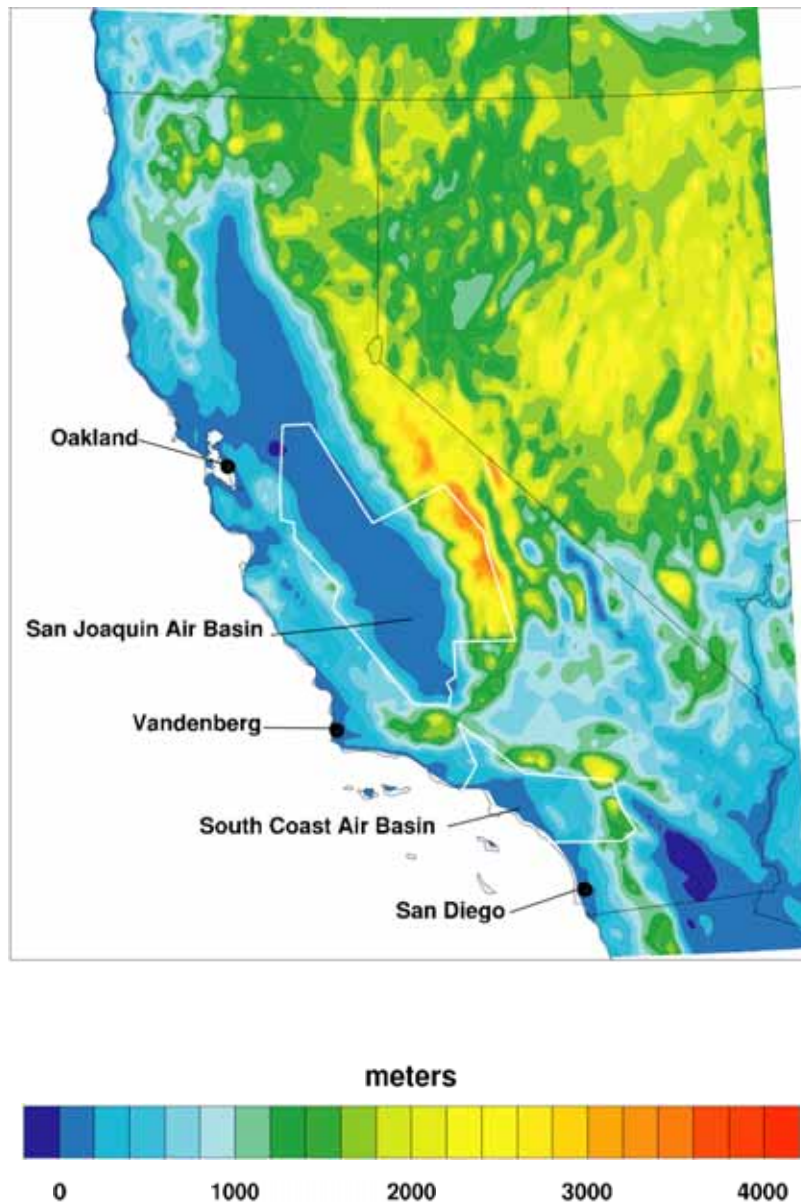 Oakland
San Joaquin Air Basin
Vandenberg
South Coast Air Basin
San Diego
meters
0 1000 2000 3000 4000